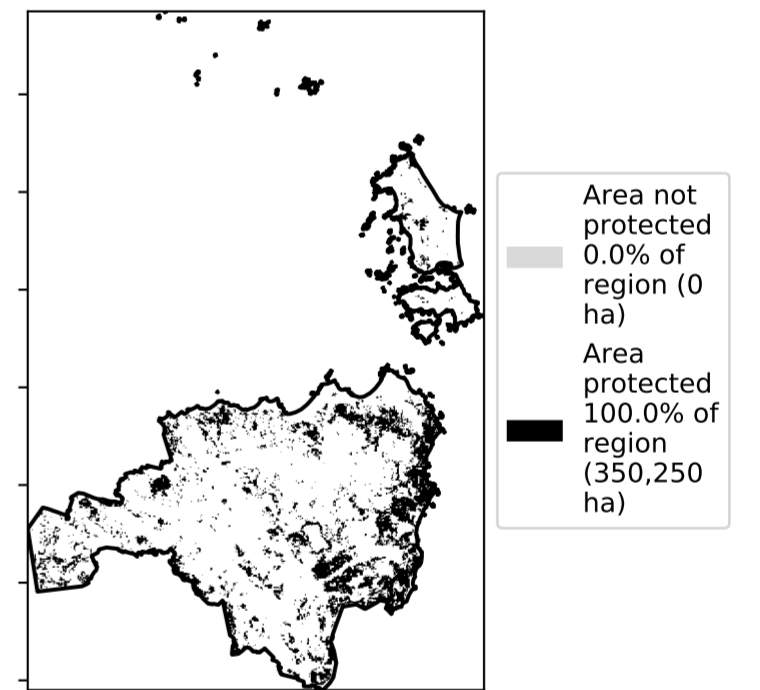 Area not
protected
0.0% of
region (0
ha)
Area
protected
100.0% of
region
(350,250
ha)